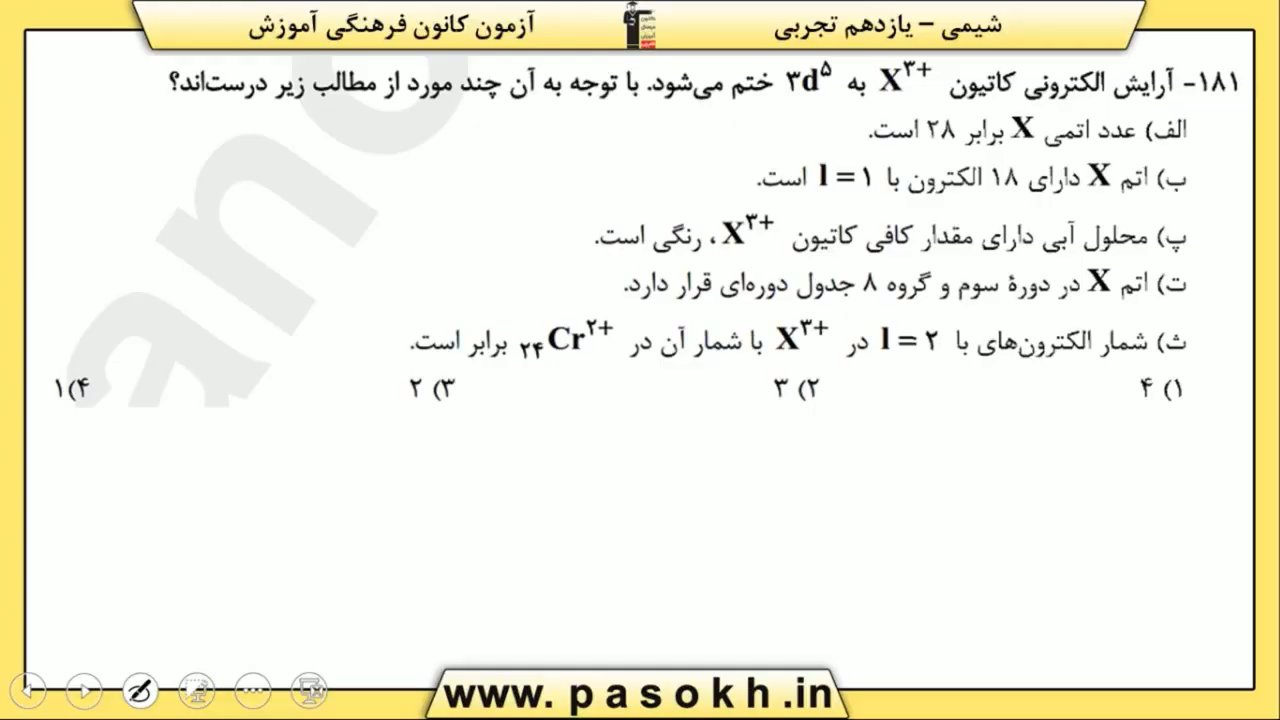 شیمی – یازدهم تجربی
آزمون کانون فرهنگی آموزش
۱۸۱- آرایش الکترونی کاتیون X³⁺ به ۳d⁵ ختم می‌شود. با توجه به آن چند مورد از مطالب زیر درست‌اند؟
الف) عدد اتمی X برابر ۲۸ است.
ب) اتم X دارای ۱۸ الکترون با l = ۱ است.
پ) محلول آبی دارای مقدار کافی کاتیون X³⁺، رنگی است.
ت) اتم X در دورهٔ سوم و گروه ۸ جدول دوره‌ای قرار دارد.
ث) شمار الکترون‌های با l = ۲ در X³⁺ با شمار آن در ₂₄Cr²⁺ برابر است.
۱) ۴ ۲) ۳ ۳) ۲ ۴) ۱
www. p a s o k h .in